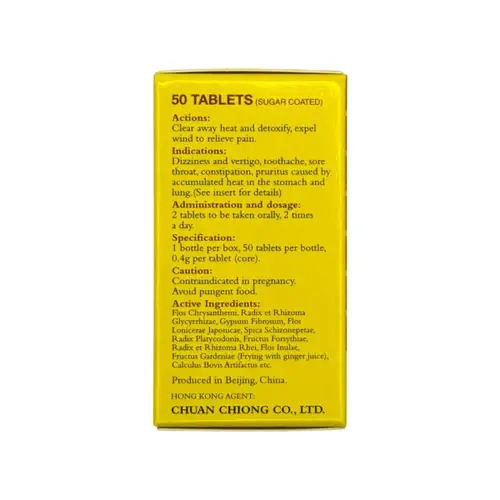 50 TABLETS (SUGAR COATED)
Actions:
Clear away heat and detoxify, expel
wind to relieve pain.
Indications:
Dizziness and vertigo, toothache, sore
throat, constipation, pruritus caused by
accumulated heat in the stomach and
lung.(See insert for details)
Administration and dosage:
2 tablets to be taken orally, 2 times
a day.
Specification:
1 bottle per box, 50 tablets per bottle,
0.4g per tablet (core).
Caution:
Contraindicated in pregnancy.
Avoid pungent food.
Active Ingredients:
Flos Chrysanthemi, Radix et Rhizoma
Glycyrrhizae, Gypsum Fibrosum, Flos
Lonicerae Japonicae, Spica Schizonepetae,
Radix Platycodonis, Fructus Forsythiae,
Radix et Rhizoma Rhei, Flos Inulae,
Fructus Gardeniae (Frying with ginger juice),
Calculus Bovis Artifactus etc.
Produced in Beijing, China.
HONG KONG AGENT:
CHUAN CHIONG CO., LTD.